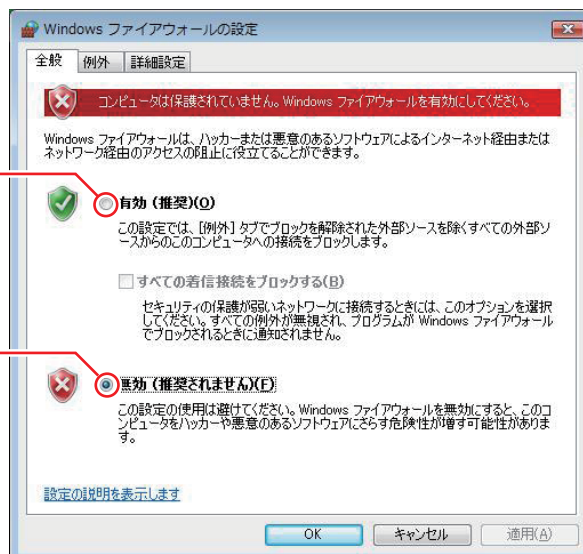 Windows ファイアウォールの設定
全般 例外 詳細設定
コンピュータは保護されていません。Windows ファイアウォールを有効にしてください。
Windows ファイアウォールは、ハッカーまたは悪意のあるソフトウェアによるインターネット経由または
ネットワーク経由のアクセスの阻止に役立てることができます。
有効 (推奨)(O)
この設定では、[例外] タブでブロックを解除された外部ソースを除くすべての外部ソ
ースからのこのコンピュータへの接続をブロックします。
すべての着信接続をブロックする(B)
セキュリティの保護が弱いネットワークに接続するときには、このオプションを選択
してください。すべての例外が無視され、プログラムが Windows ファイアウォール
でブロックされるときに通知されません。
無効 (推奨されません)(F)
この設定の使用は避けてください。Windows ファイアウォールを無効にすると、このコ
ンピュータをハッカーや悪意のあるソフトウェアにさらす危険性が増す可能性がありま
す。
設定の説明を表示します
OK キャンセル 適用(A)